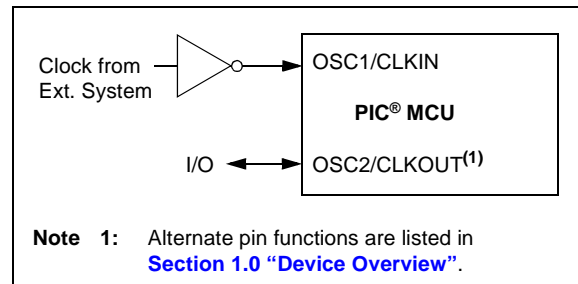 Clock from
Ext. System
OSC1/CLKIN
PIC® MCU
I/O
OSC2/CLKOUT(1)
Note 1: Alternate pin functions are listed in
Section 1.0 “Device Overview”.